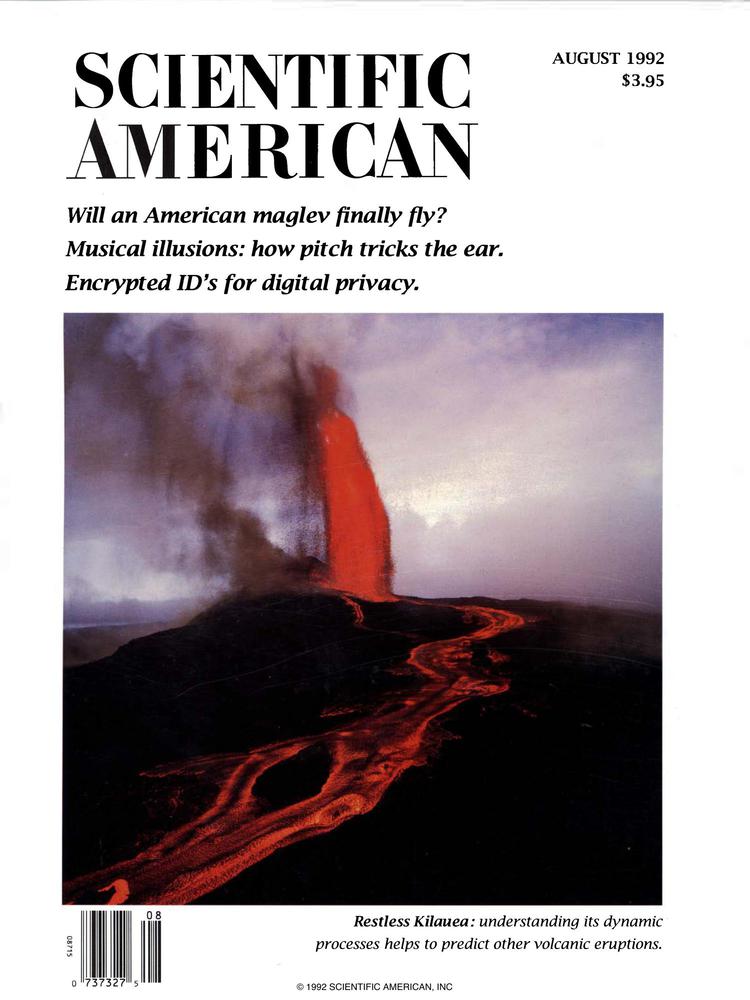 SCIENTIFIC
AMERICAN
AUGUST 1992
$3.95
Will an American maglev finally fly?
Musical illusions: how pitch tricks the ear.
Encrypted ID's for digital privacy.
Restless Kilauea: understanding its dynamic
processes helps to predict other volcanic eruptions.
08
08715
0 737327 5
© 1992 SCIENTIFIC AMERICAN, INC